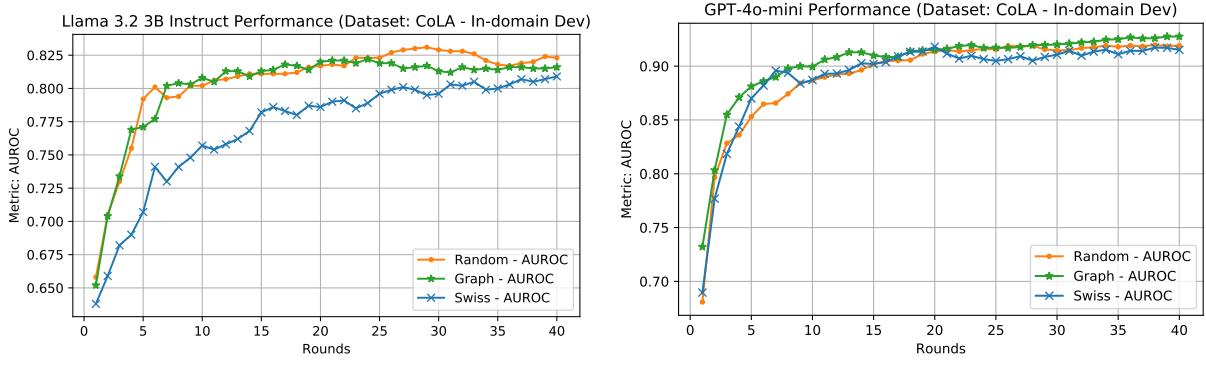 Llama 3.2 3B Instruct Performance (Dataset: CoLA - In-domain Dev)
Metric: AUROC
0.825
0.800
0.775
0.750
0.725
0.700
0.675
0.650
0 5 10 15 20 25 30 35 40
Rounds
Random - AUROC
Graph - AUROC
Swiss - AUROC
GPT-4o-mini Performance (Dataset: CoLA - In-domain Dev)
Metric: AUROC
0.90
0.85
0.80
0.75
0.70
0 5 10 15 20 25 30 35 40
Rounds
Random - AUROC
Graph - AUROC
Swiss - AUROC